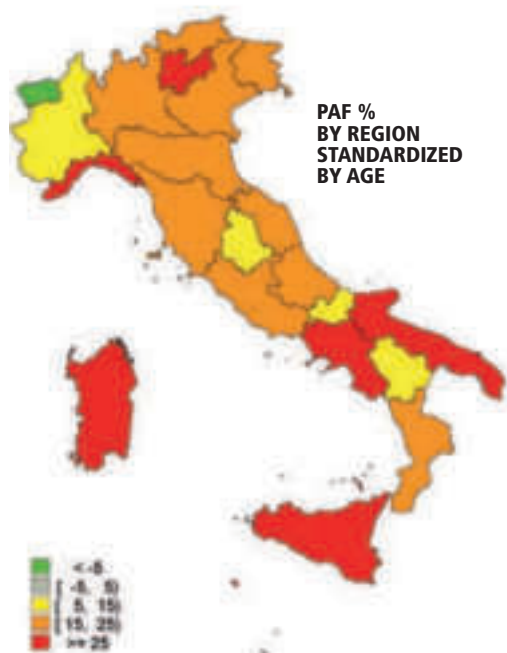 PAF %
BY REGION
STANDARDIZED
BY AGE
< -5
-5, 5)
5, 15)
15, 25)
>= 25